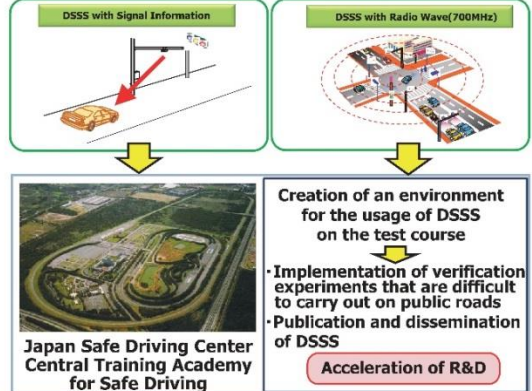 DSSS with Signal Information
DSSS with Radio Wave(700MHz)
Japan Safe Driving Center
Central Training Academy
for Safe Driving
Creation of an environment
for the usage of DSSS
on the test course
・Implementation of verification
experiments that are difficult
to carry out on public roads
・Publication and dissemination
of DSSS
Acceleration of R&D